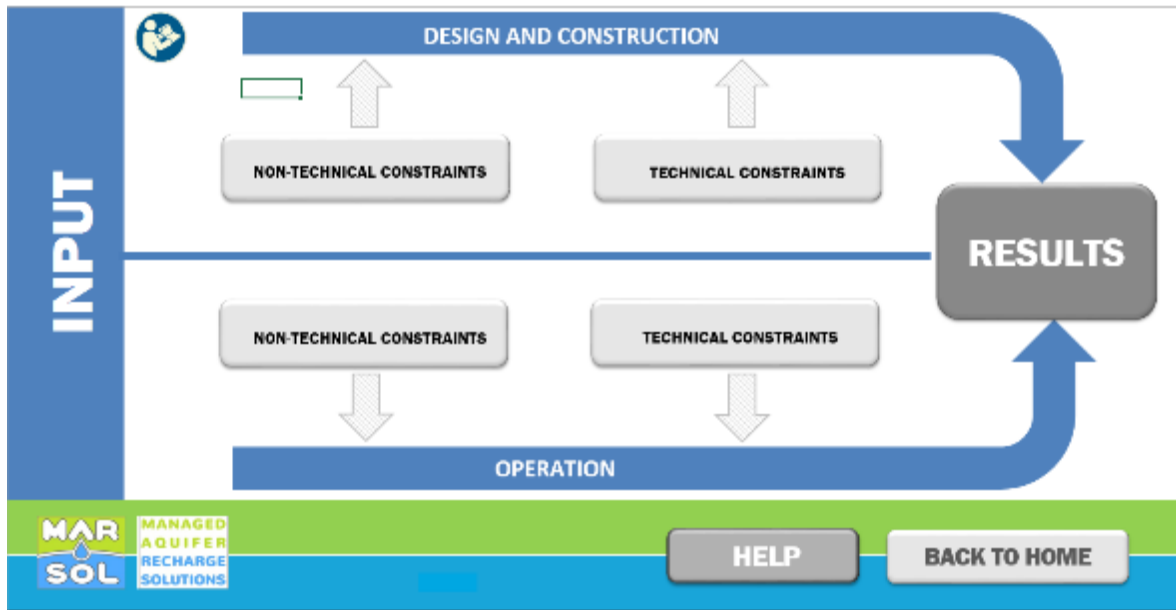 DESIGN AND CONSTRUCTION
NON-TECHNICAL CONSTRAINTS
TECHNICAL CONSTRAINTS
INPUT
RESULTS
NON-TECHNICAL CONSTRAINTS
TECHNICAL CONSTRAINTS
OPERATION
MAR
SOL
MANAGED
AQUIFER
RECHARGE
SOLUTIONS
HELP
BACK TO HOME